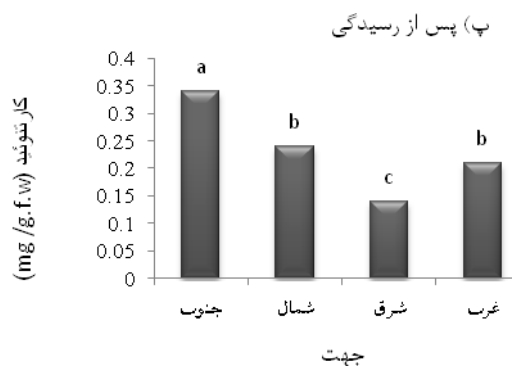 پ) پس از رسیدگی
کارتنوئید (mg /g.f.w)
0.4
0.35
0.3
0.25
0.2
0.15
0.1
0.05
0
a
b
c
b
جنوب
شمال
شرق
غرب
جهت